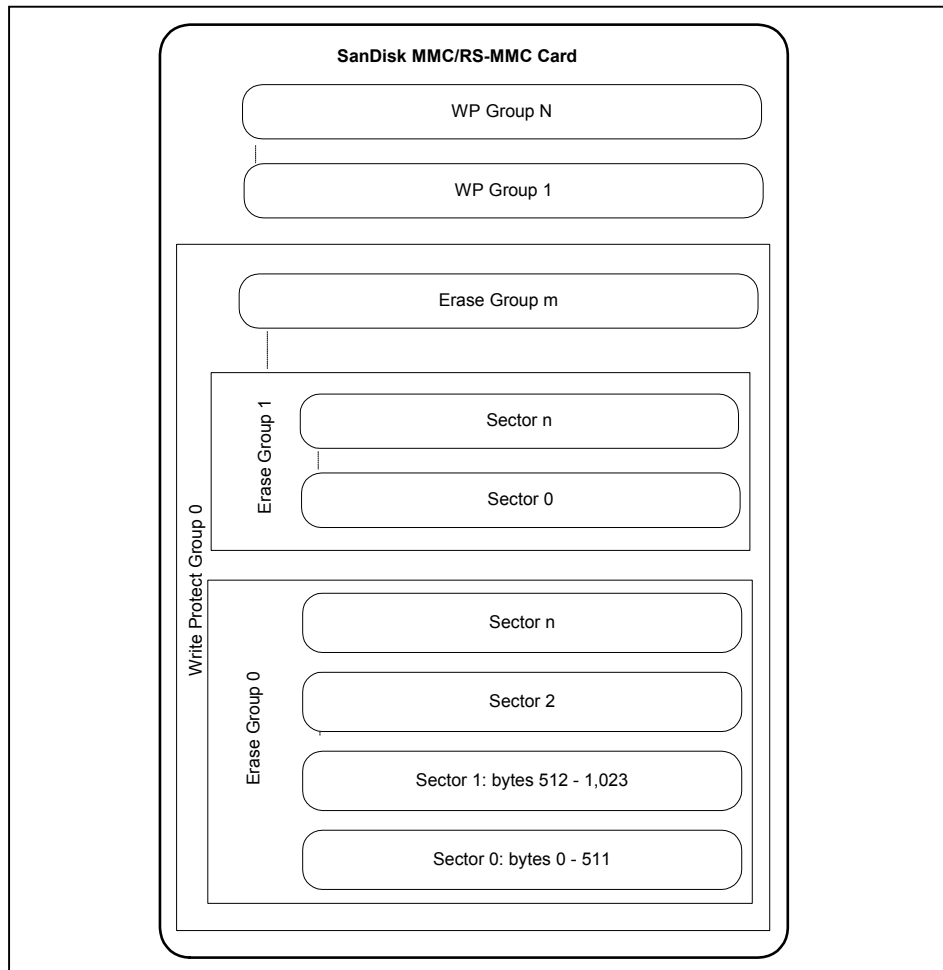 SanDisk MMC/RS-MMC Card
WP Group N
WP Group 1
Write Protect Group 0
Erase Group m
Erase Group 1
Sector n
Sector 0
Erase Group 0
Sector n
Sector 2
Sector 1: bytes 512 - 1,023
Sector 0: bytes 0 - 511